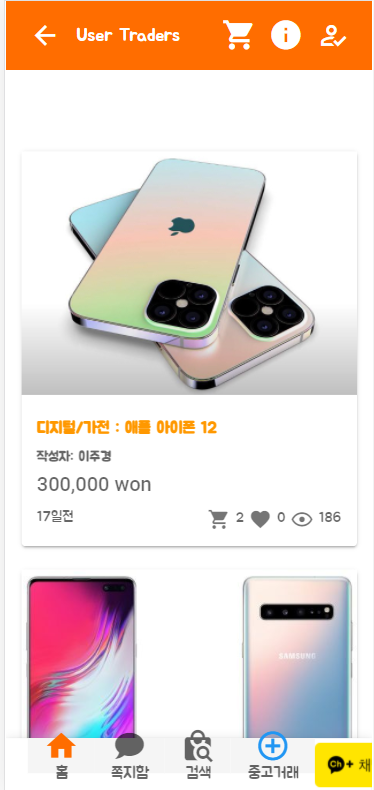 User Traders
디지털/가전 : 애플 아이폰 12
작성자: 이주경
300,000 won
17일전
2
0
186
SAMSUNG
홈
쪽지함
검색
중고거래
Ch+ 채